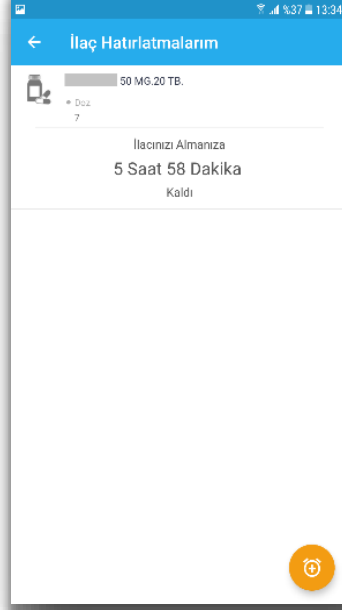 %37 13:34
İlaç Hatırlatmalarım
50 MG.20 TB.
Doz
7
İlacınızı Almanıza
5 Saat 58 Dakika
Kaldı